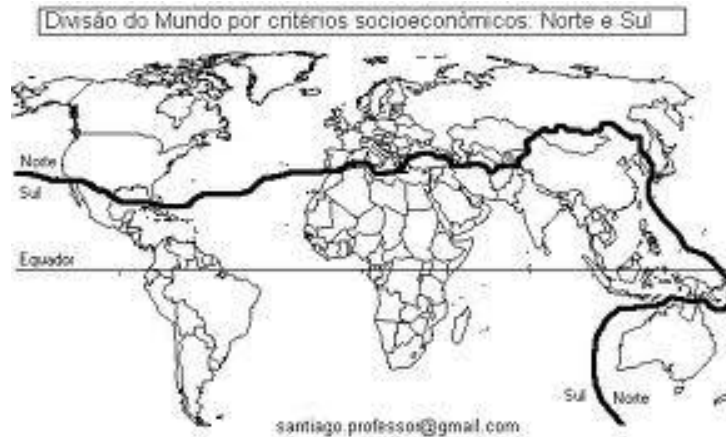 Divisão do Mundo por critérios socioeconômicos: Norte e Sul
Norte
Sul
Equador
Sul
Norte
santiago.professor@gmail.com